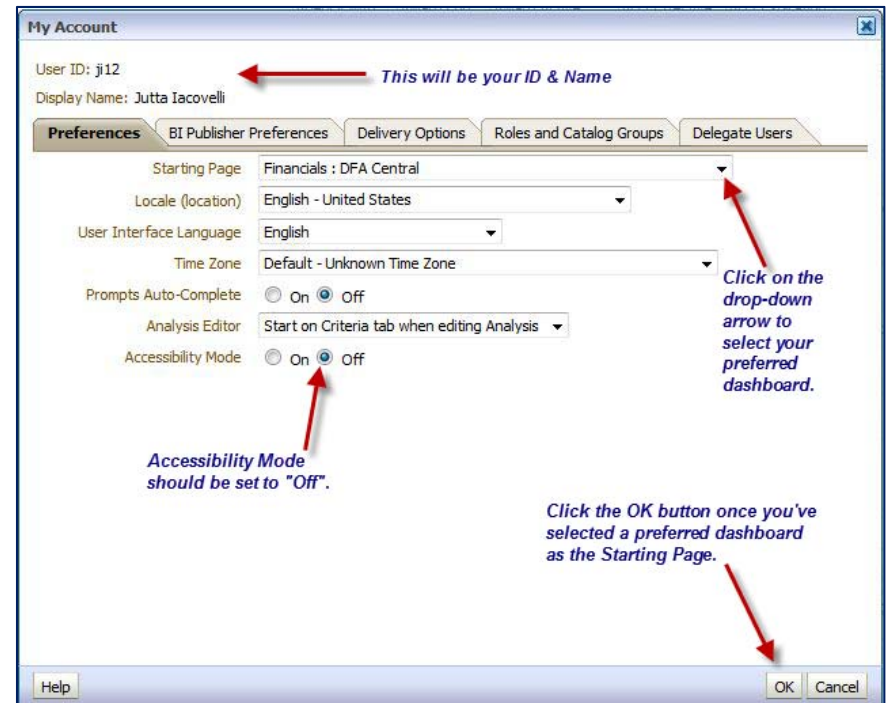 My Account
User ID: ji12
This will be your ID & Name
Display Name: Jutta Iacovelli
Preferences BI Publisher Preferences Delivery Options Roles and Catalog Groups Delegate Users
Starting Page Financials : DFA Central
Locale (location) English - United States
User Interface Language English
Time Zone Default - Unknown Time Zone
Prompts Auto-Complete On Off
Analysis Editor Start on Criteria tab when editing Analysis
Accessibility Mode On Off
Click on the
drop-down
arrow to
select your
preferred
dashboard.
Accessibility Mode
should be set to "Off".
Click the OK button once you've
selected a preferred dashboard
as the Starting Page.
Help OK Cancel